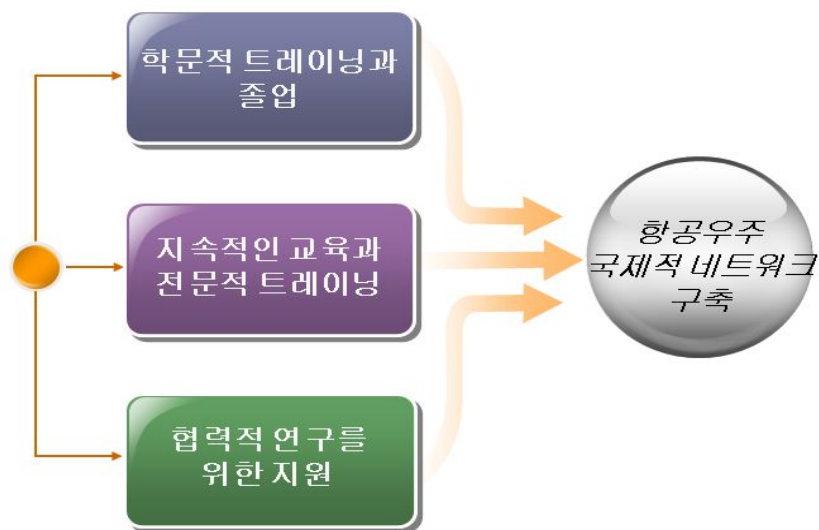 학문적 트레이닝과
졸업
지속적인 교육과
전문적 트레이닝
협력적 연구를
위한 지원
항공우주
국제적 네트워크
구축